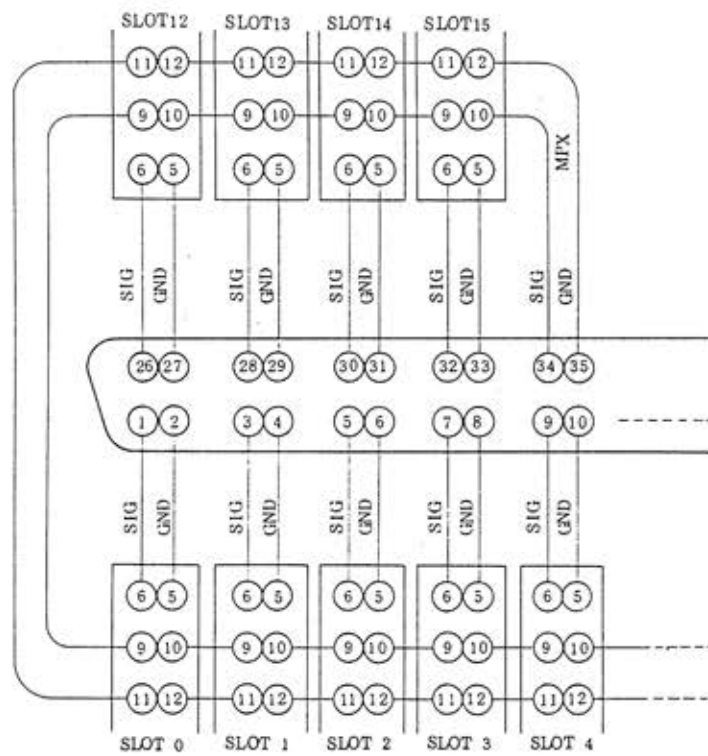 SLOT12 SLOT13 SLOT14 SLOT15
11 12 11 12 11 12 11 12
9 10 9 10 9 10 9 10
MPX
6 5 6 5 6 5 6 5
SIG GND SIG GND SIG GND SIG GND SIG GND
26 27 28 29 30 31 32 33 34 35
1 2 3 4 5 6 7 8 9 10
SIG GND SIG GND SIG GND SIG GND SIG GND
6 5 6 5 6 5 6 5 6 5
9 10 9 10 9 10 9 10 9 10
11 12 11 12 11 12 11 12 11 12
SLOT 0 SLOT 1 SLOT 2 SLOT 3 SLOT 4